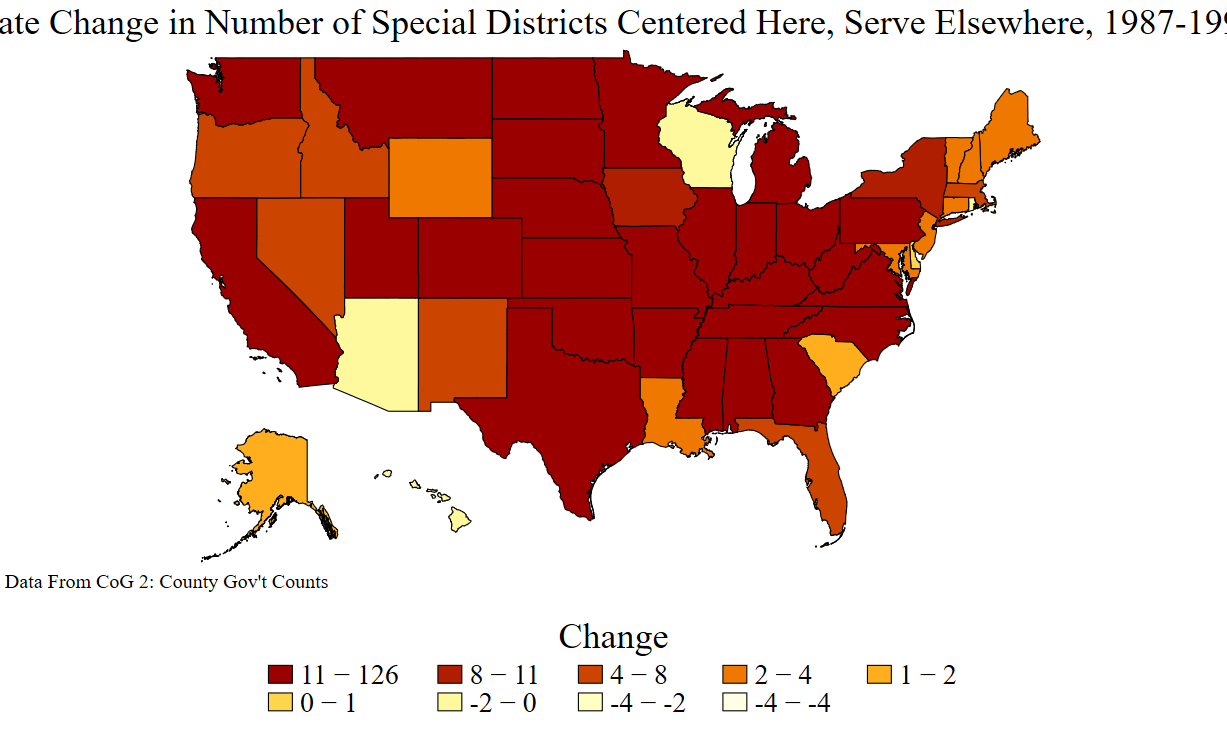 ate Change in Number of Special Districts Centered Here, Serve Elsewhere, 1987-199
Data From CoG 2: County Gov't Counts
Change
11 − 126 8 − 11 4 − 8 2 − 4 1 − 2
0 − 1 -2 − 0 -4 − -2 -4 − -4